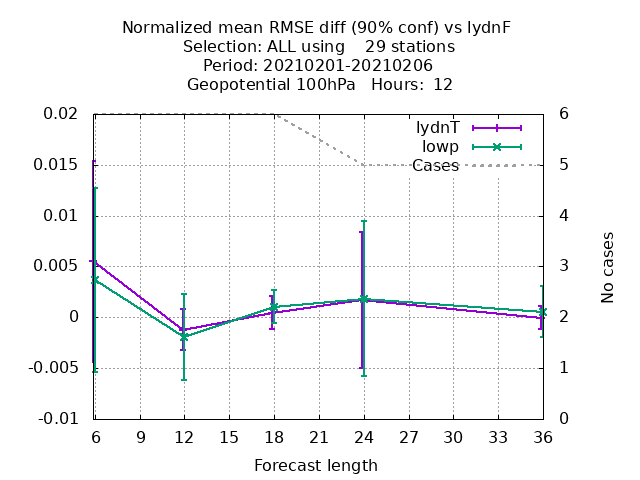 Normalized mean RMSE diff (90% conf) vs lydnF
Selection: ALL using    29 stations
Period: 20210201-20210206
Geopotential 100hPa   Hours:  12
0.02
0.015
0.01
0.005
0
-0.005
-0.01
6
5
4
3
2
1
0
lydnT
lowp
Cases
No cases
6 9 12 15 18 21 24 27 30 33 36
Forecast length